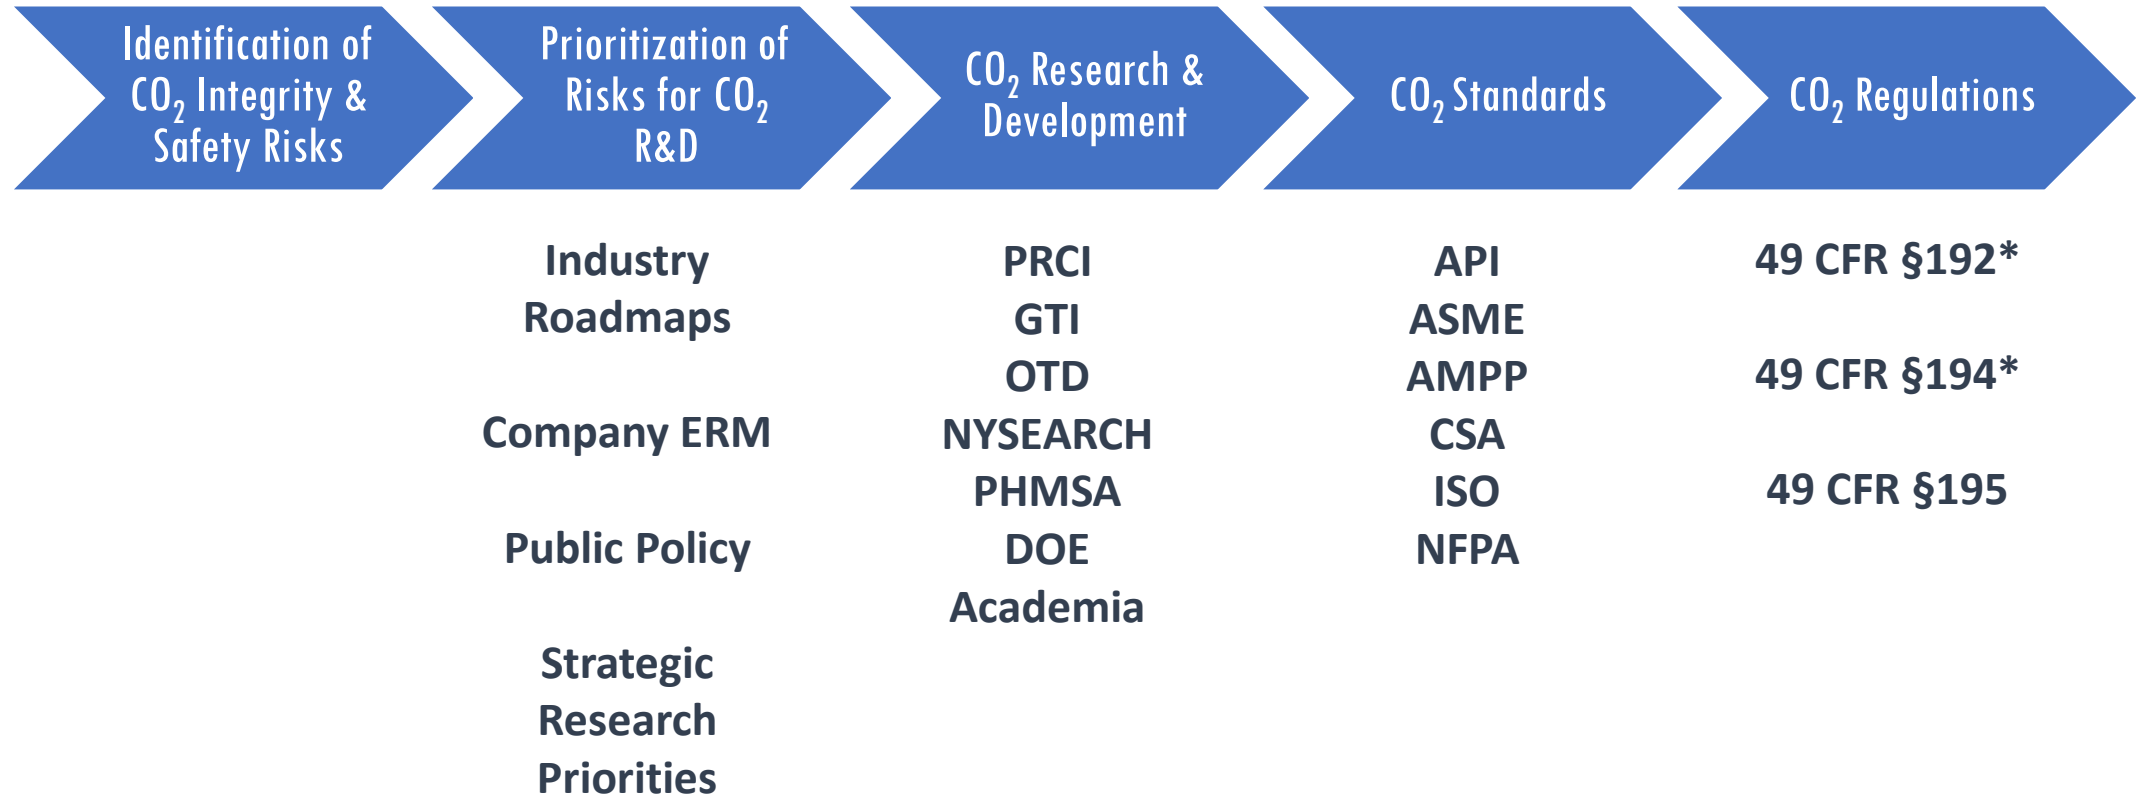 Identification of
CO₂ Integrity &
Safety Risks
Prioritization of
Risks for CO₂
R&D
CO₂ Research &
Development
CO₂ Standards
CO₂ Regulations
Industry
Roadmaps
Company ERM
Public Policy
Strategic
Research
Priorities
PRCI
GTI
OTD
NYSEARCH
PHMSA
DOE
Academia
API
ASME
AMPP
CSA
ISO
NFPA
49 CFR §192*
49 CFR §194*
49 CFR §195